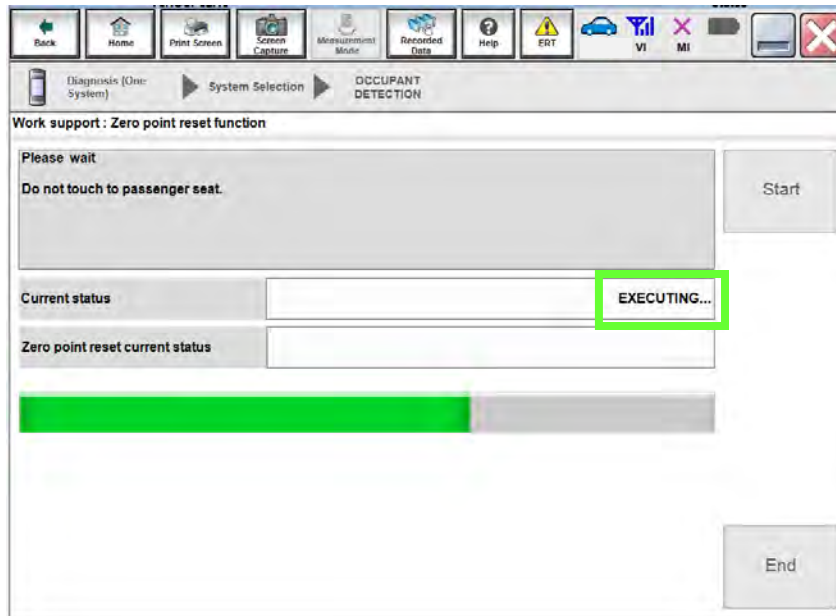 Back
Home
Print Screen
Screen
Capture
Measurement
Mode
Recorded
Data
Help
ERT
VI
MI
Diagnosis (One
System)
System Selection
OCCUPANT
DETECTION
Work support : Zero point reset function
Please wait
Do not touch to passenger seat.
Start
Current status
EXECUTING...
Zero point reset current status
End